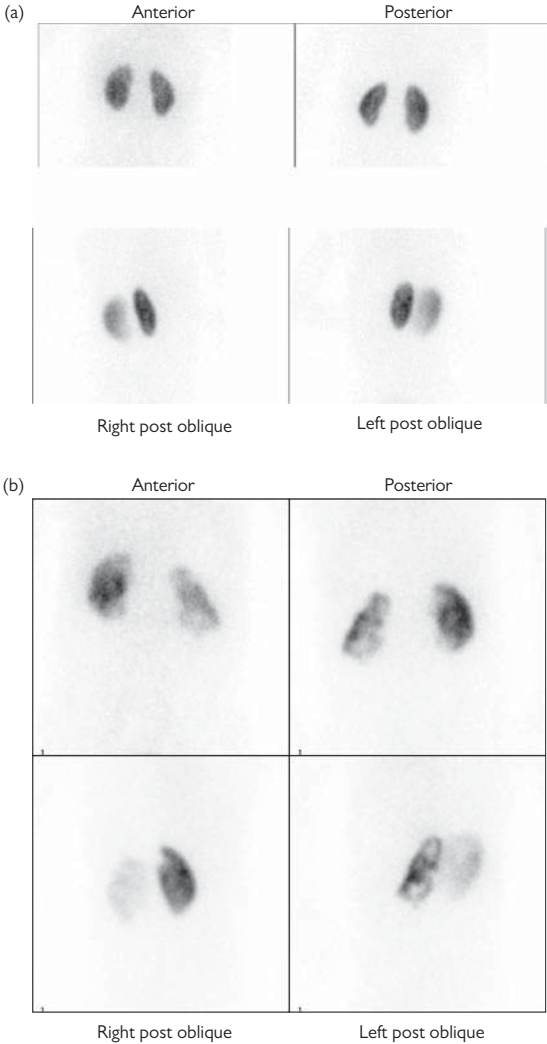 (a)
Anterior Posterior
Right post oblique Left post oblique
(b)
Anterior Posterior
Right post oblique Left post oblique